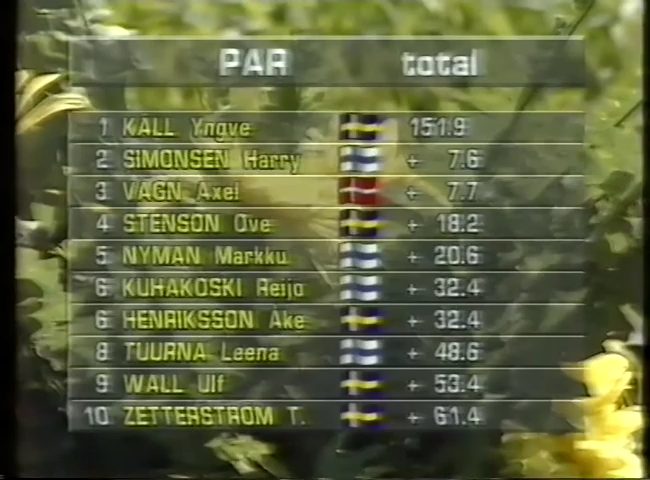 PAR total
1 KÄLL Yngve 151.9
2 SIMONSEN Harry + 7.6
3 VAGN Axel + 7.7
4 STENSON Ove + 18.2
5 NYMAN Markku + 20.6
6 KUHAKOSKI Reijo + 32.4
6 HENRIKSSON Åke + 32.4
8 TUURNA Leena + 48.6
9 WALL Ulf + 53.4
10 ZETTERSTRÖM T. + 61.4